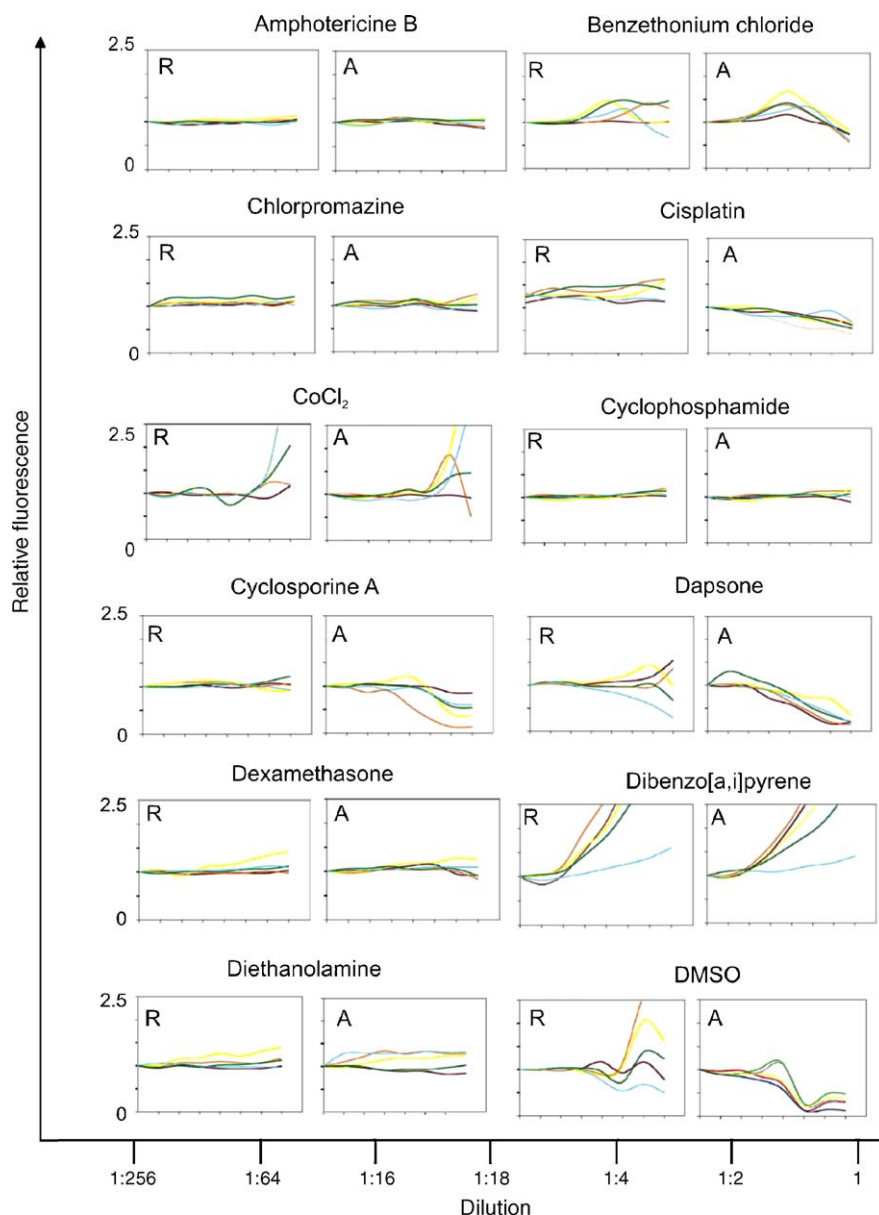 Amphotericine B Benzethonium chloride
2.5 R A R A
0
Chlorpromazine Cisplatin
2.5 R A R A
0
CoCl₂ Cyclophosphamide
2.5 R A R A
0
Cyclosporine A Dapsone
2.5 R A R A
0
Dexamethasone Dibenzo[a,i]pyrene
2.5 R A R A
0
Diethanolamine DMSO
2.5 R A R A
0
Relative fluorescence
1:256 1:64 1:16 1:18 1:4 1:2 1
Dilution